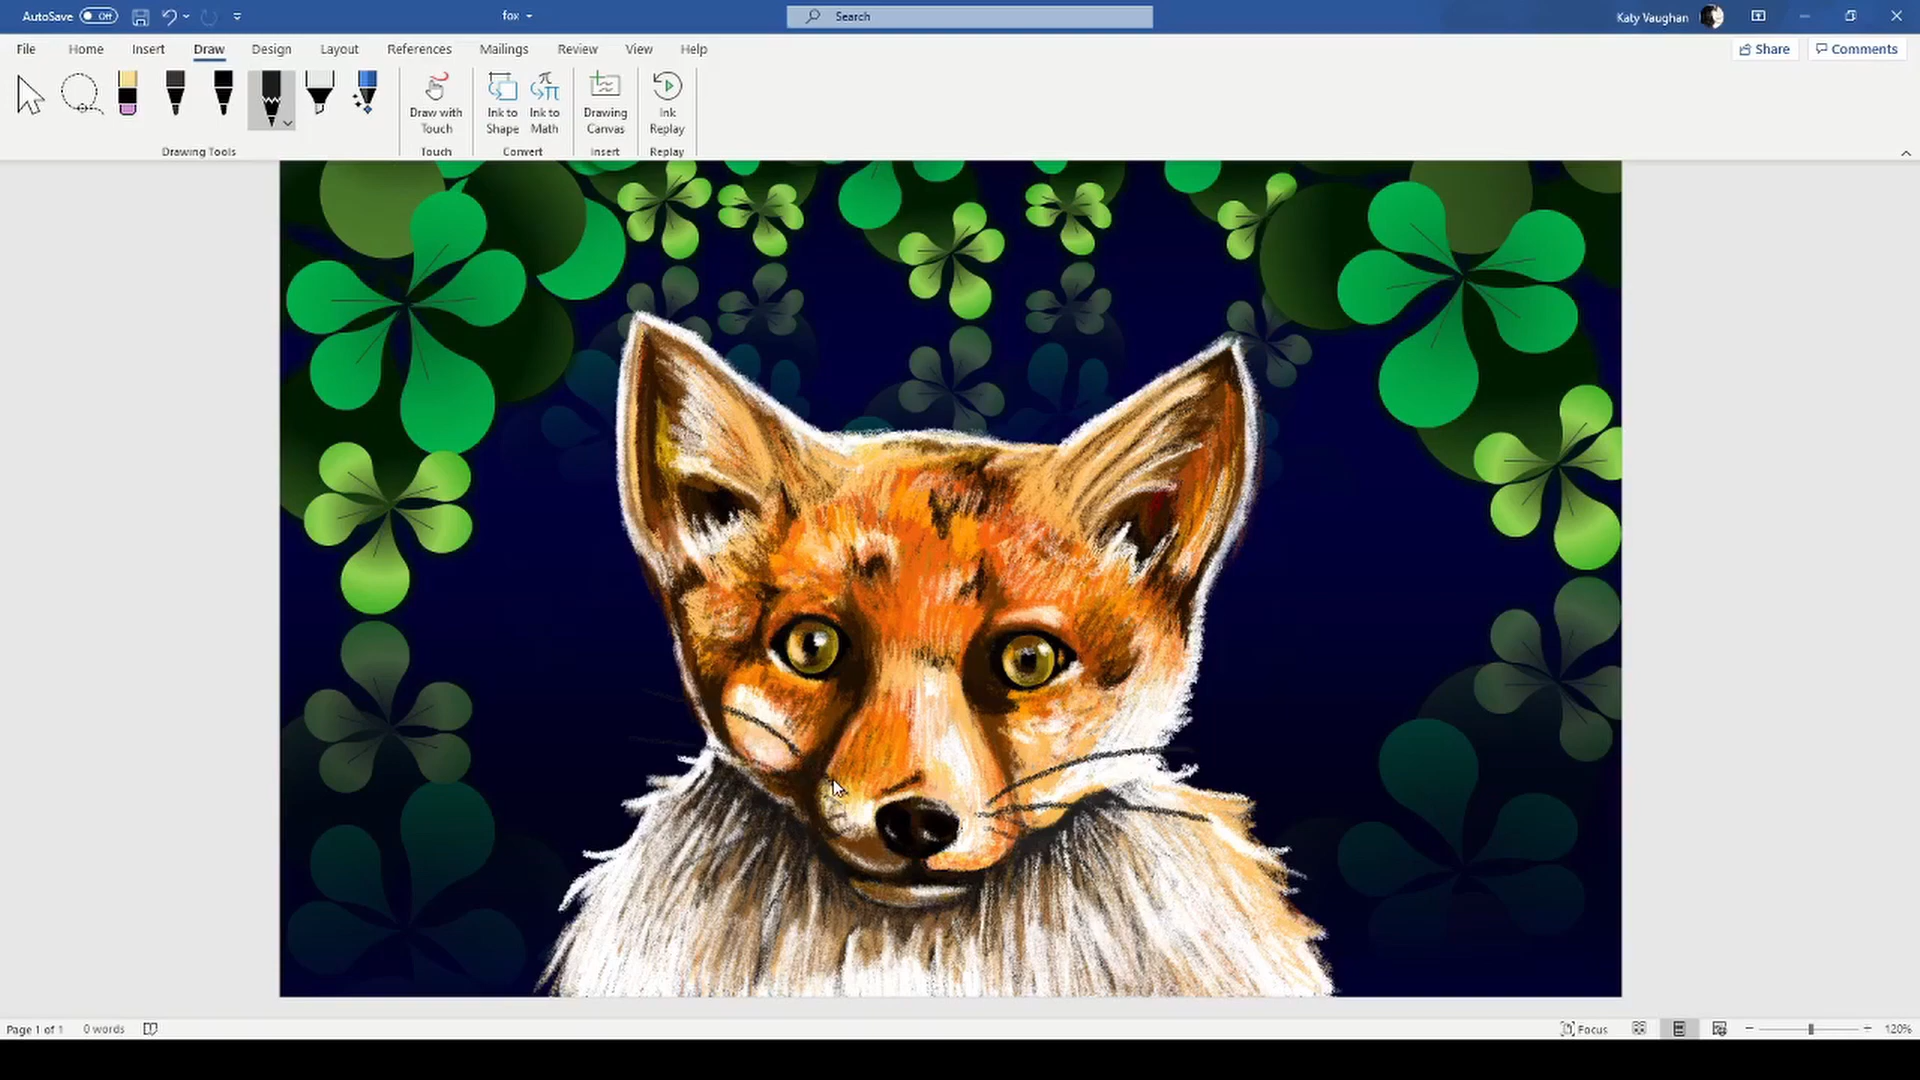 AutoSave Off fox Search Katy Vaughan
File Home Insert Draw Design Layout References Mailings Review View Help Share Comments
Draw with Touch
Ink to Shape
Ink to Math
Drawing Canvas
Ink Replay
Drawing Tools Touch Convert Insert Replay
Page 1 of 1 0 words Focus 120%